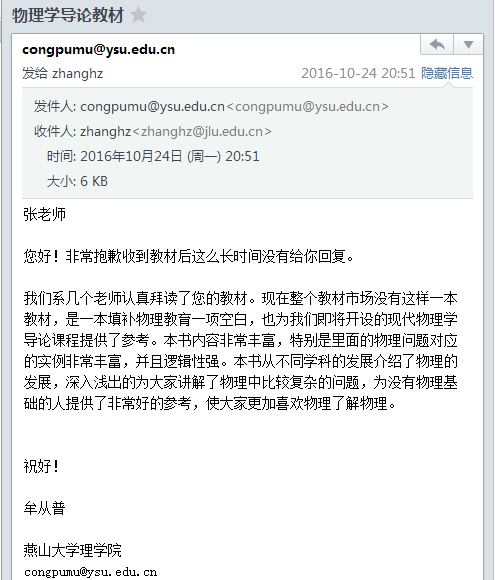 物理学导论教材
congpumu@ysu.edu.cn
发给 zhanghz 2016-10-24 20:51 隐藏信息
发件人: congpumu@ysu.edu.cn<congpumu@ysu.edu.cn>
收件人: zhanghz<zhanghz@jlu.edu.cn>
时间: 2016年10月24日 (周一) 20:51
大小: 6 KB
张老师
您好！非常抱歉收到教材后这么长时间没有给你回复。
我们系几个老师认真拜读了您的教材。现在整个教材市场没有这样一本
教材，是一本填补物理教育一项空白，也为我们即将开设的现代物理学
导论课程提供了参考。本书内容非常丰富，特别是里面的物理问题对应
的实例非常丰富，并且逻辑性强。本书从不同学科的发展介绍了物理的
发展，深入浅出的为大家讲解了物理中比较复杂的问题，为没有物理基
础的人提供了非常好的参考，使大家更加喜欢物理了解物理。
祝好！
牟从普
燕山大学理学院
congpumu@ysu.edu.cn